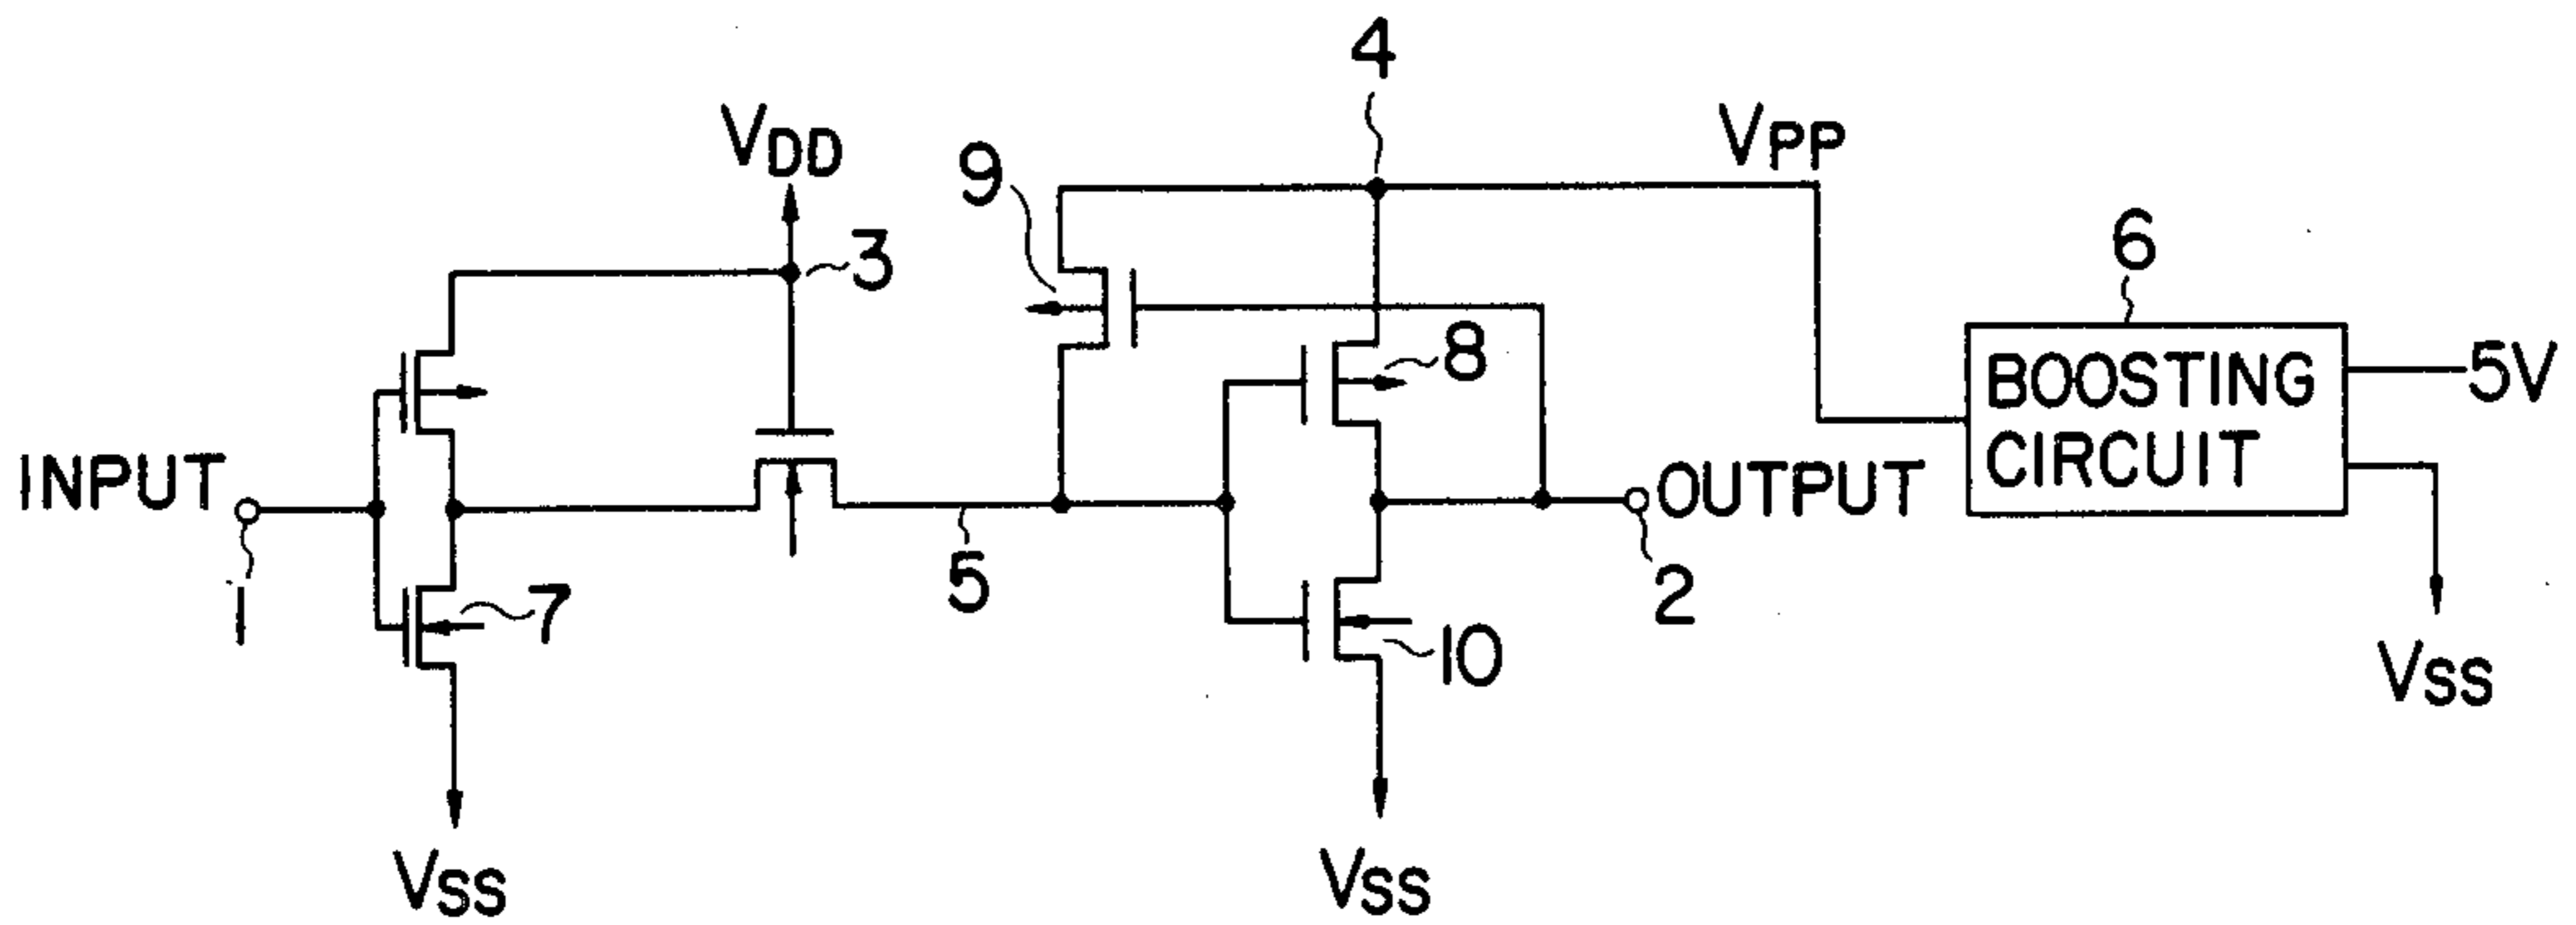 4
VDD
9
VPP
3
6
8
BOOSTING
CIRCUIT
5V
INPUT
OUTPUT
1
7
5
2
10
VSS
VSS
VSS